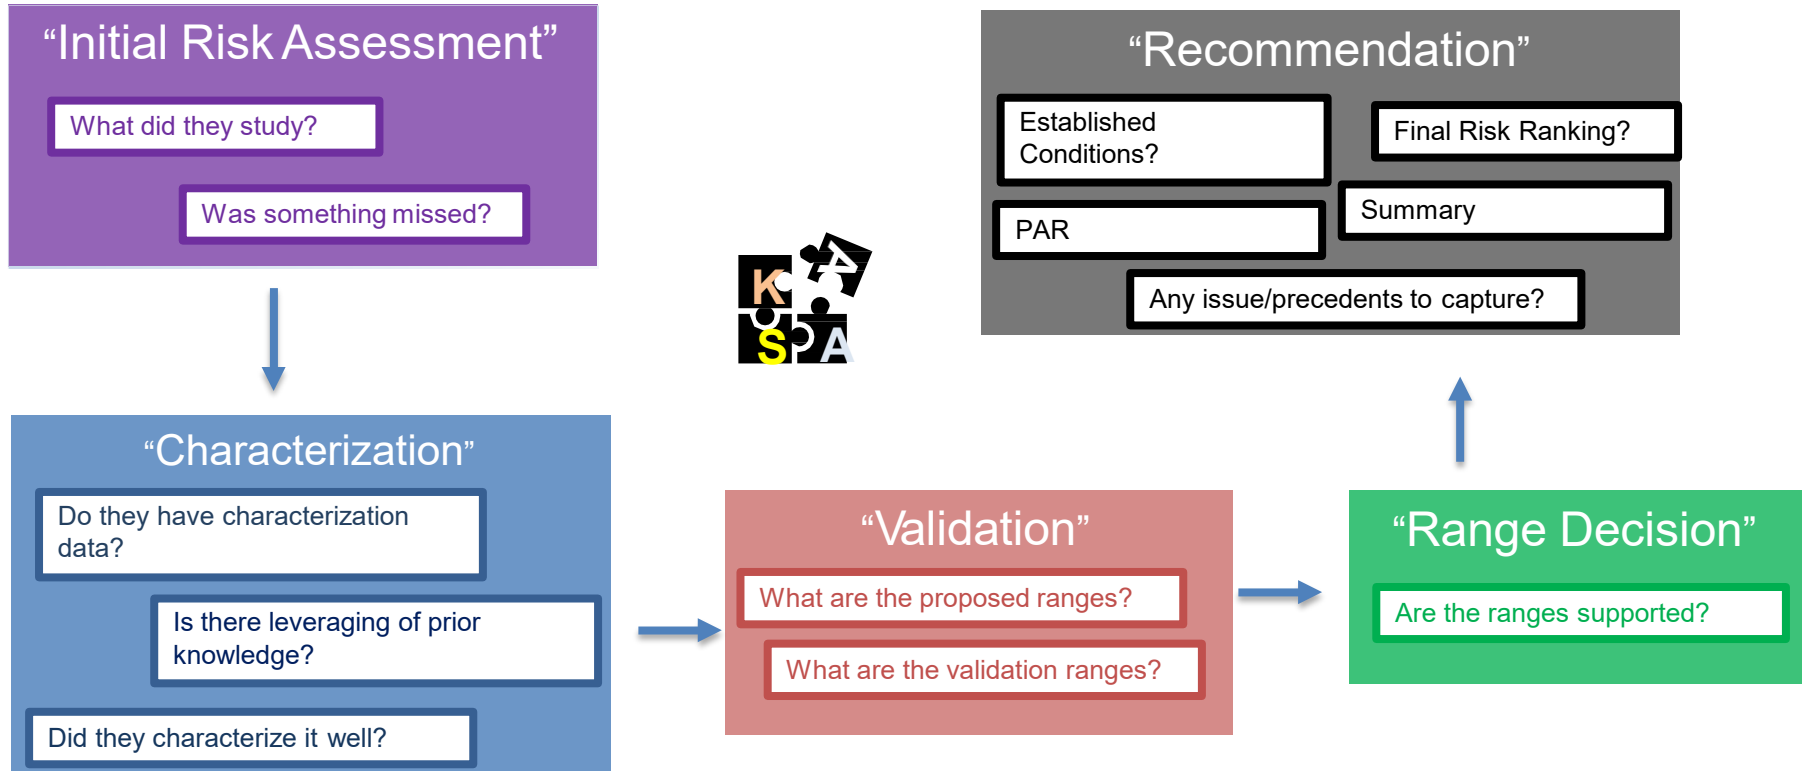 “Initial Risk Assessment”
What did they study?
Was something missed?
“Characterization”
Do they have characterization
data?
Is there leveraging of prior
knowledge?
Did they characterize it well?
K
A
S
A
“Validation”
What are the proposed ranges?
What are the validation ranges?
“Range Decision”
Are the ranges supported?
“Recommendation”
Established
Conditions?
Final Risk Ranking?
PAR
Summary
Any issue/precedents to capture?